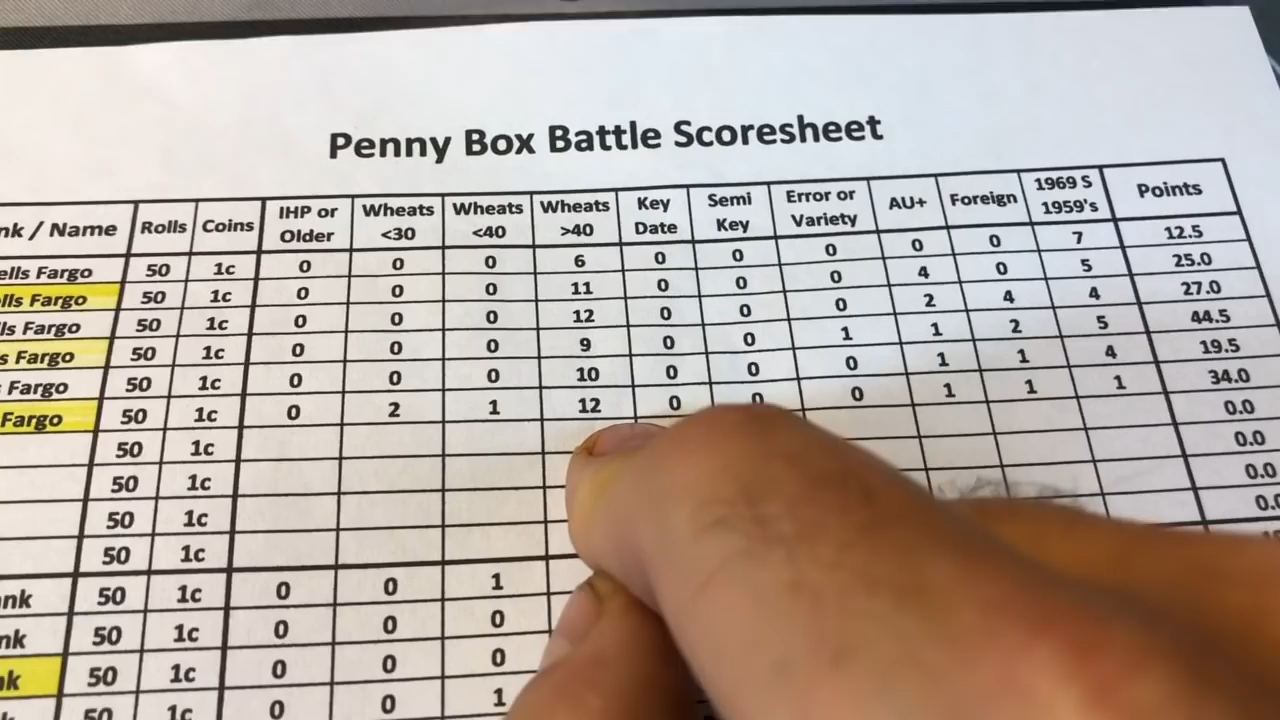 Penny Box Battle Scoresheet
nk / Name Rolls Coins IHP or Older Wheats <30 Wheats <40 Wheats >40 Key Date Semi Key Error or Variety AU+ Foreign 1969 S 1959's Points
ells Fargo 50 1c 0 0 0 6 0 0 0 0 0 7 12.5
lls Fargo 50 1c 0 0 0 11 0 0 0 4 0 5 25.0
ls Fargo 50 1c 0 0 0 12 0 0 0 2 4 4 27.0
s Fargo 50 1c 0 0 0 9 0 0 1 1 2 5 44.5
Fargo 50 1c 0 0 0 10 0 0 0 1 1 4 19.5
Fargo 50 1c 0 2 1 12 0 0 0 1 1 1 34.0
50 1c 0.0
50 1c 0.0
50 1c 0.0
50 1c 0.0
nk 50 1c 0 0 1
nk 50 1c 0 0 0
nk 50 1c 0 0 0
50 1c 0 0 1